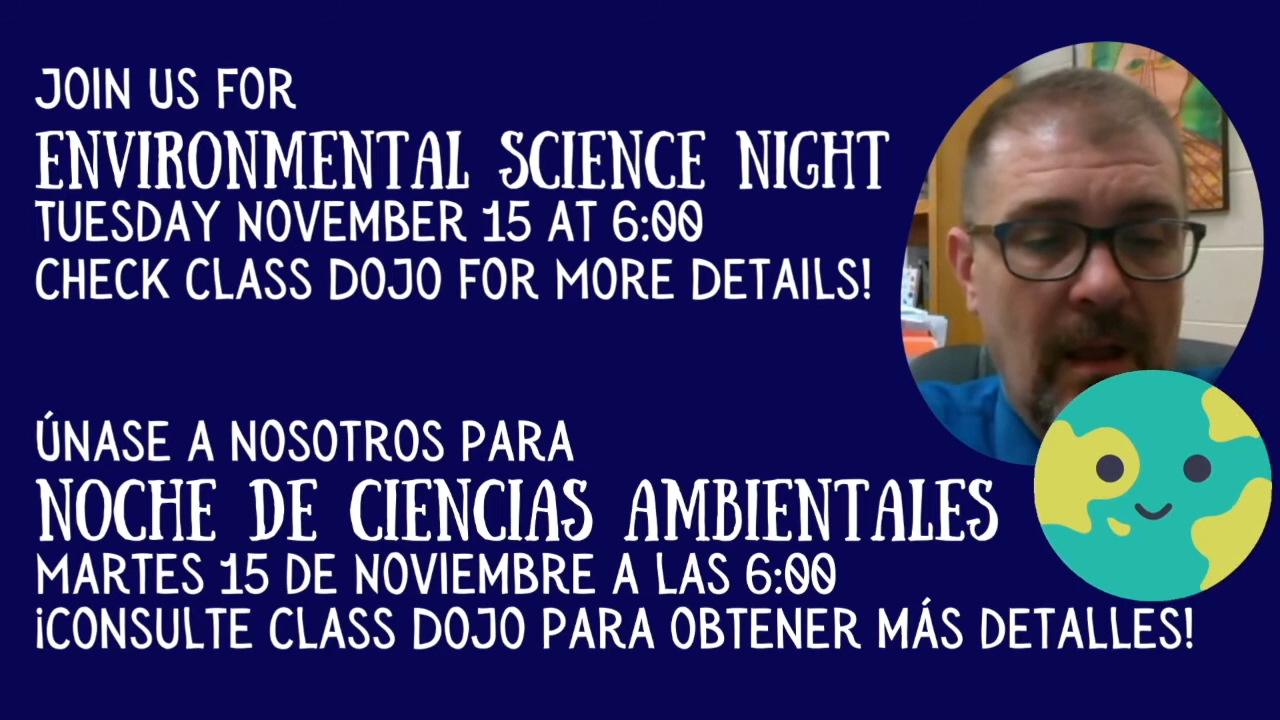 JOIN US FOR
ENVIRONMENTAL SCIENCE NIGHT
TUESDAY NOVEMBER 15 AT 6:00
CHECK CLASS DOJO FOR MORE DETAILS!
ÚNASE A NOSOTROS PARA
NOCHE DE CIENCIAS AMBIENTALES
MARTES 15 DE NOVIEMBRE A LAS 6:00
¡CONSULTE CLASS DOJO PARA OBTENER MÁS DETALLES!